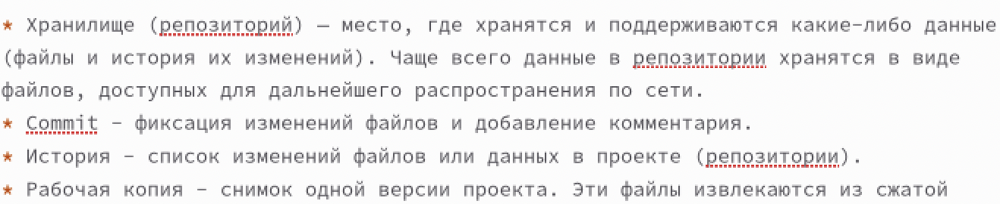 * Хранилище (репозиторий) — место, где хранятся и поддерживаются какие-либо данные
(файлы и история их изменений). Чаще всего данные в репозитории хранятся в виде
файлов, доступных для дальнейшего распространения по сети.
* Commit - фиксация изменений файлов и добавление комментария.
* История - список изменений файлов или данных в проекте (репозитории).
* Рабочая копия - снимок одной версии проекта. Эти файлы извлекаются из сжатой